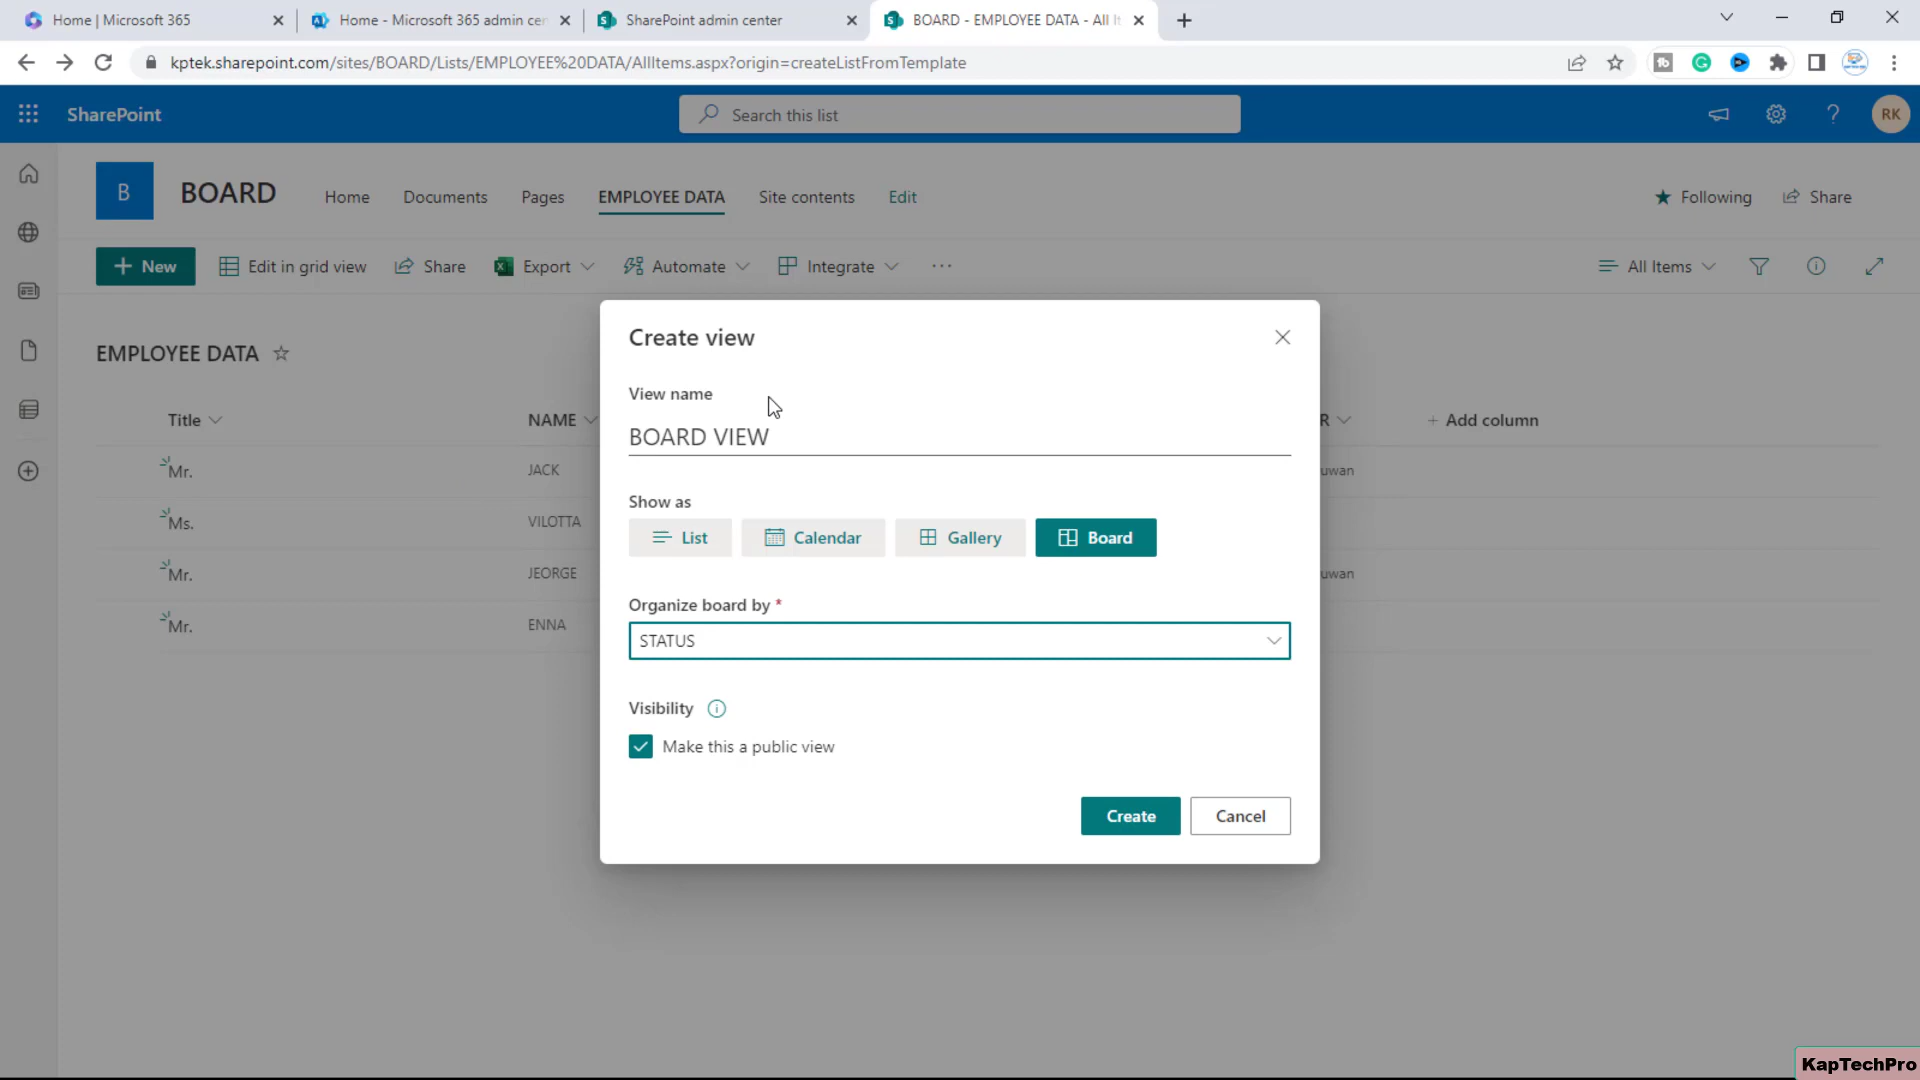 Home | Microsoft 365
Home - Microsoft 365 admin cen
SharePoint admin center
BOARD - EMPLOYEE DATA - All It
kptek.sharepoint.com/sites/BOARD/Lists/EMPLOYEE%20DATA/AllItems.aspx?origin=createListFromTemplate
SharePoint
Search this list
RK
B
BOARD
Home
Documents
Pages
EMPLOYEE DATA
Site contents
Edit
Following
Share
New
Edit in grid view
Share
Export
Automate
Integrate
All Items
EMPLOYEE DATA
Title
NAME
R
Add column
Mr.
JACK
uwan
Ms.
VILOTTA
Mr.
JEORGE
uwan
Mr.
ENNA
Create view
View name
BOARD VIEW
Show as
List
Calendar
Gallery
Board
Organize board by *
STATUS
Visibility
Make this a public view
Create
Cancel
KapTechPro